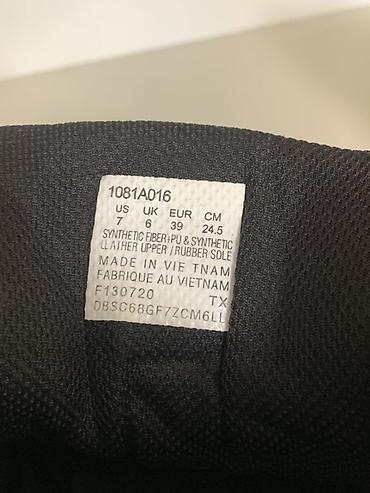 1081A016
US UK EUR CM
7 6 39 24.5
SYNTHETIC FIBER+PU & SYNTHETIC
LEATHER UPPER / RUBBER SOLE
MADE IN VIE TNAM
FABRIQUE AU VIETNAM
F130720 TX
0BSC68GF7ZCM6LL